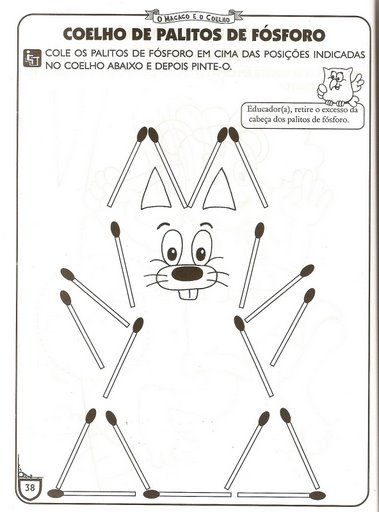 O MACACO E O COELHO
COELHO DE PALITOS DE FÓSFORO
COLE OS PALITOS DE FÓSFORO EM CIMA DAS POSIÇÕES INDICADAS
NO COELHO ABAIXO E DEPOIS PINTE-O.
Educador(a), retire o excesso da
cabeça dos palitos de fósforo.
38